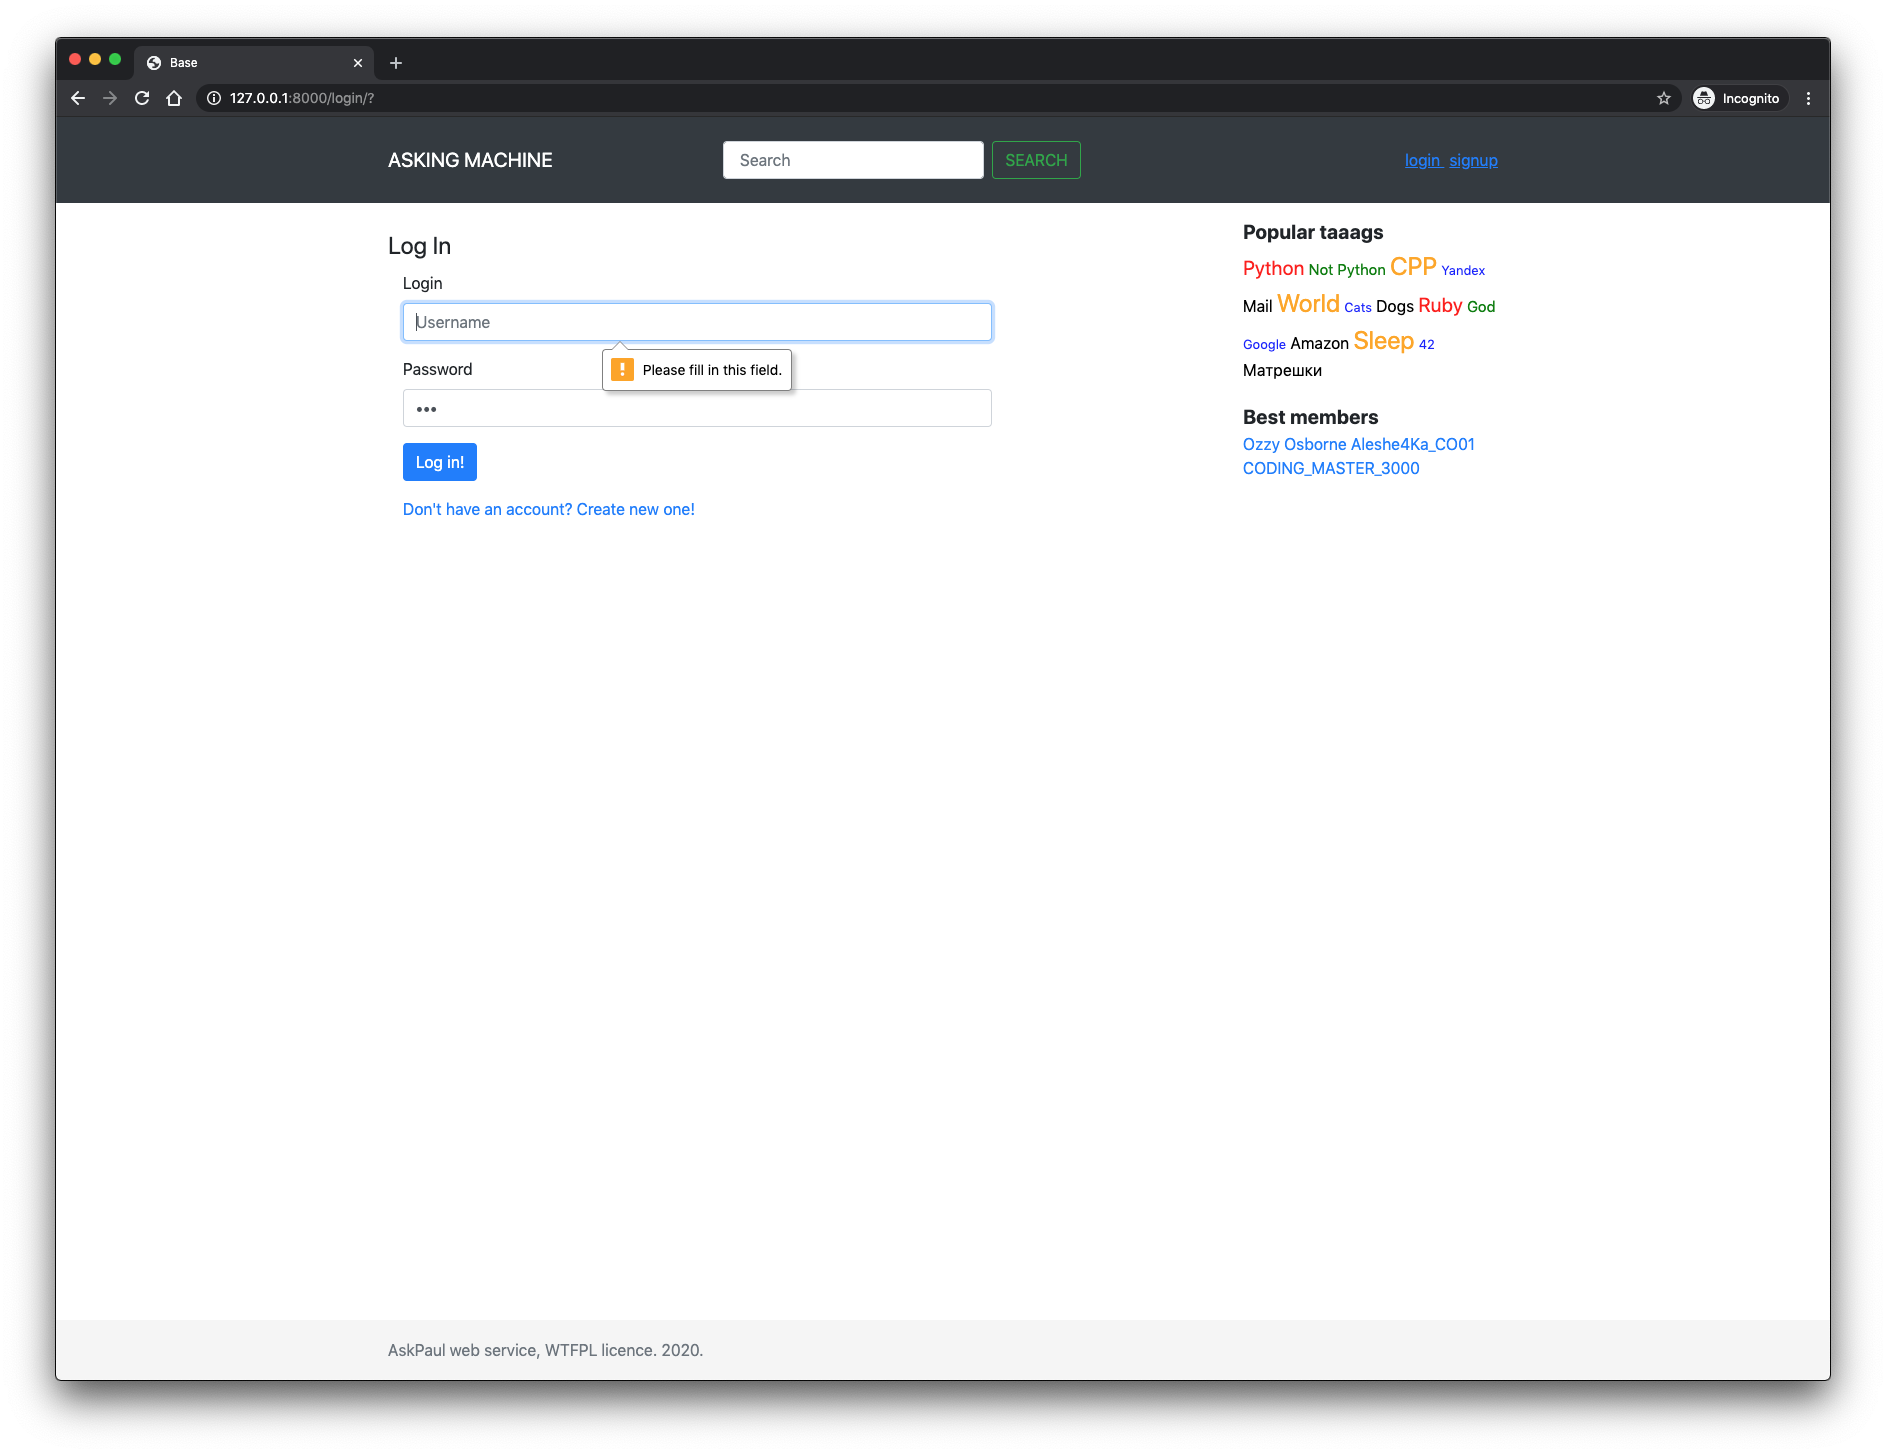 Base
127.0.0.1:8000/login/?
Incognito
ASKING MACHINE
Search
SEARCH
login signup
Log In
Login
Username
Please fill in this field.
Password
•••
Log in!
Don't have an account? Create new one!
Popular taaags
Python Not Python CPP Yandex
Mail World Cats Dogs Ruby God
Google Amazon Sleep 42
Матрешки
Best members
Ozzy Osborne Aleshe4Ka_CO01
CODING_MASTER_3000
AskPaul web service, WTFPL licence. 2020.